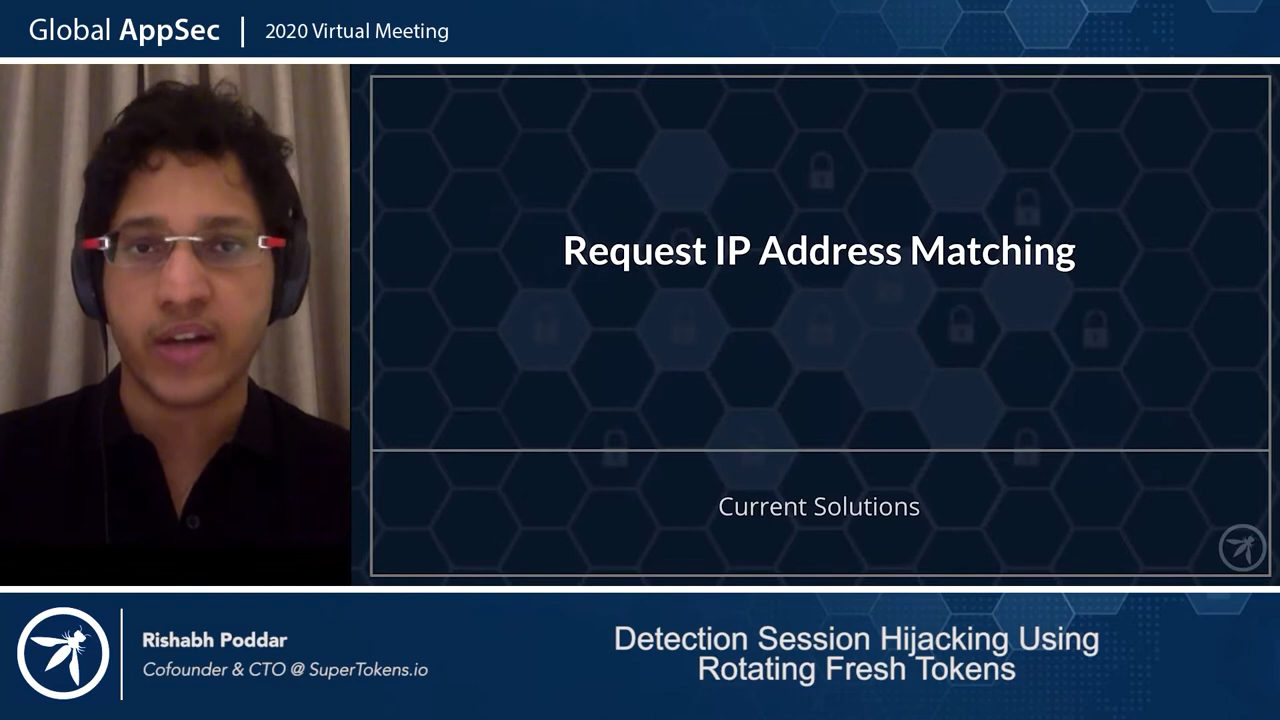 Global AppSec | 2020 Virtual Meeting
Request IP Address Matching
Current Solutions
Rishabh Poddar
Cofounder & CTO @ SuperTokens.io
Detection Session Hijacking Using
Rotating Fresh Tokens